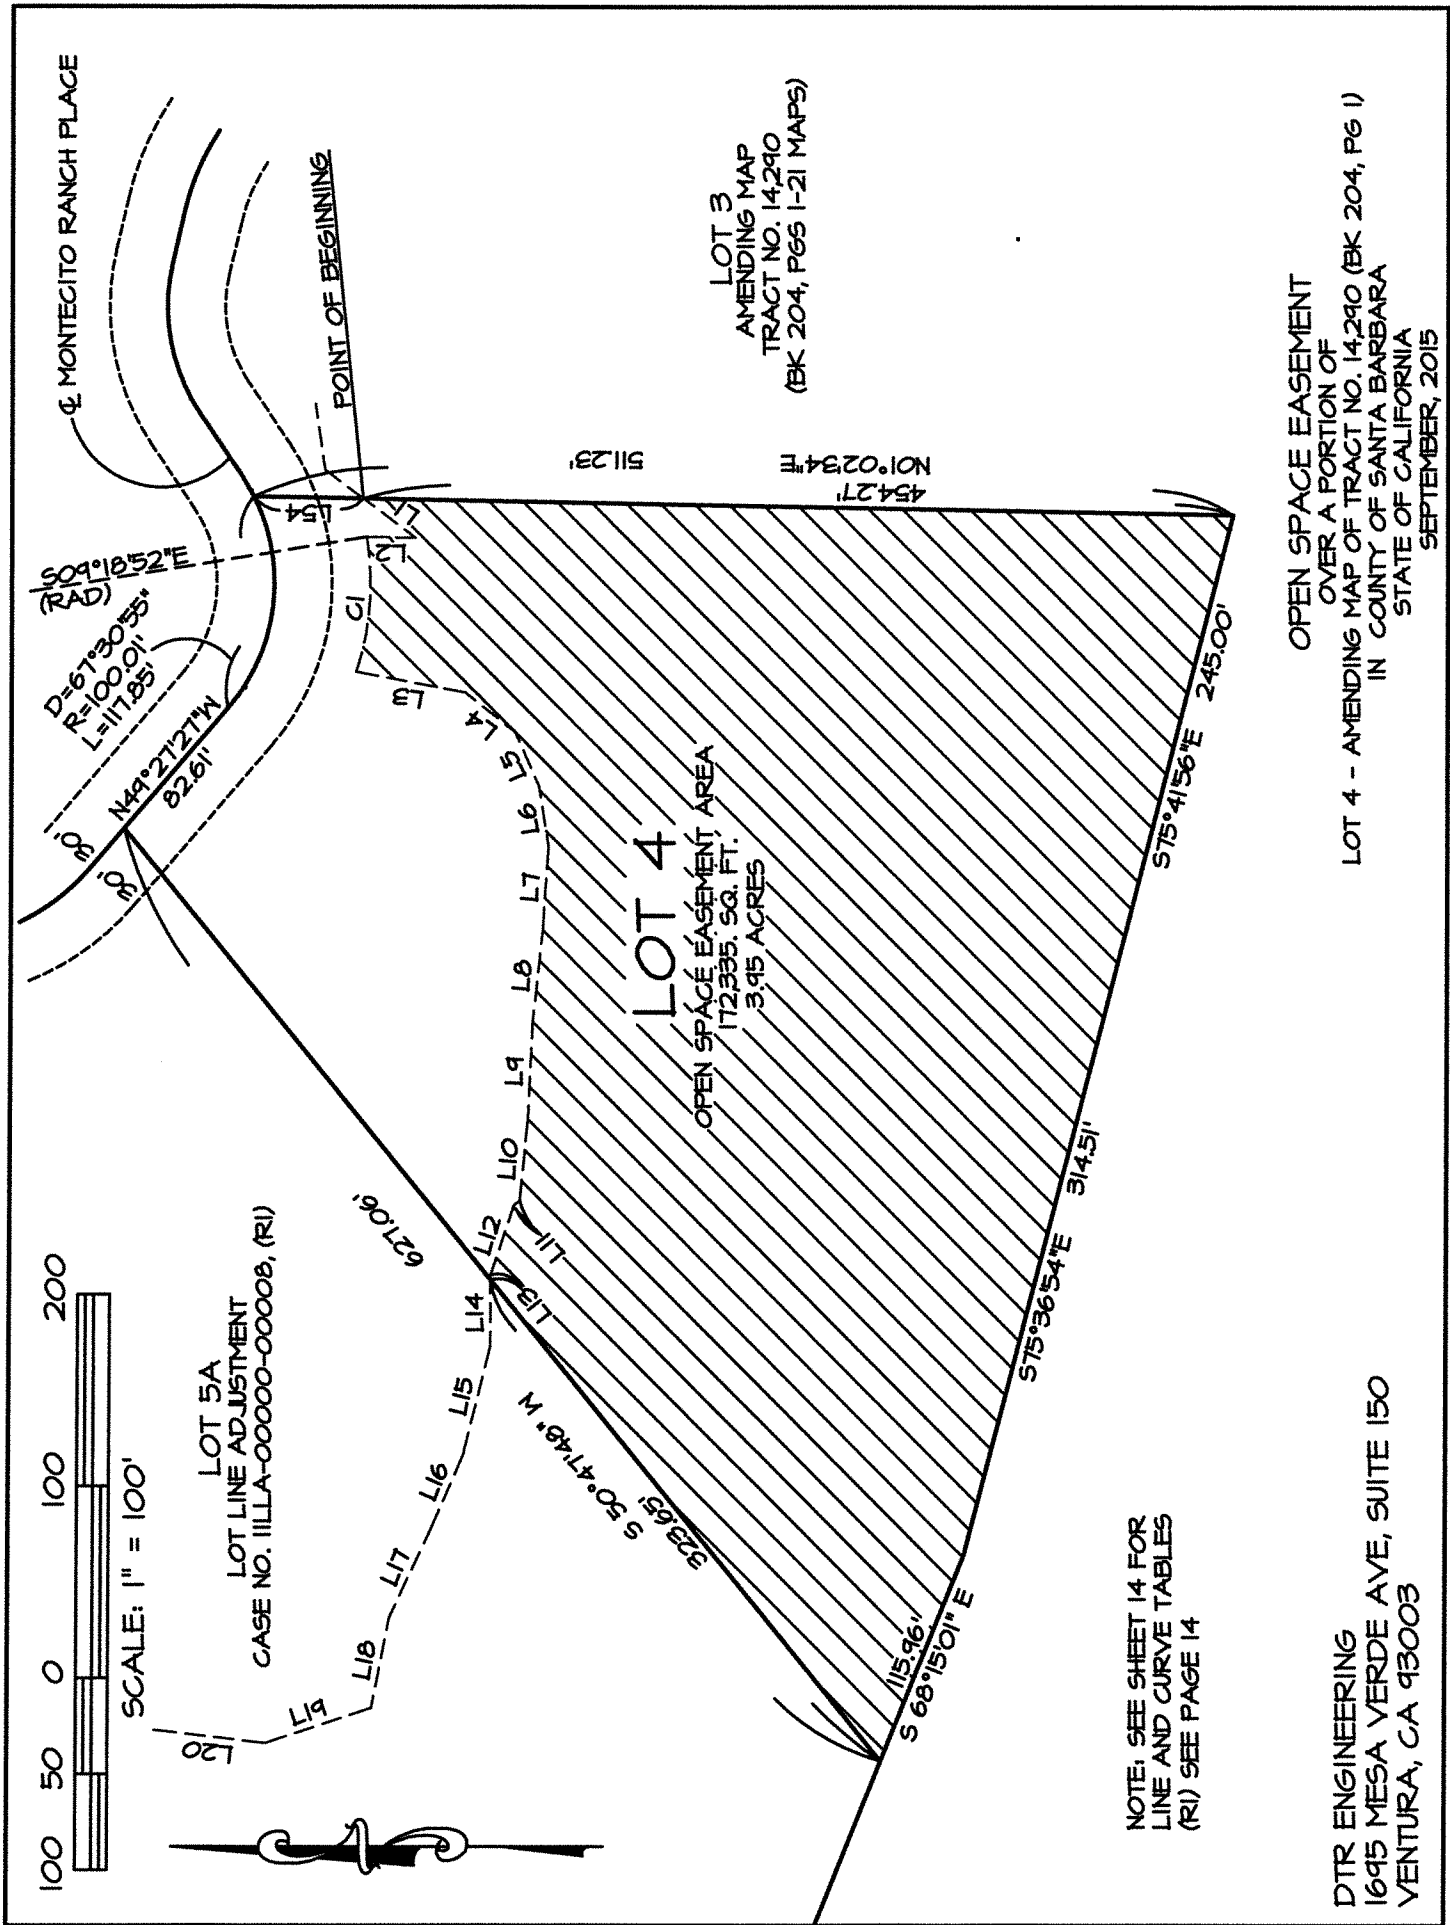 100 50 0 100 200
SCALE: 1" = 100'
LOT 5A
LOT LINE ADJUSTMENT
CASE NO. 11LLA-00000-00008, (R1)
L20
L19
L18
L17
L16
L15
L14
L13
L12
L11
L10
L9
L8
L7
L6
L5
L4
L3
C1
L2
L1
L54
30'
30'
N49°27'27"W
82.61'
D=67°30'55"
R=100.01'
L=117.85'
S09°18'52"E
(RAD)
℄ MONTECITO RANCH PLACE
POINT OF BEGINNING
627.06'
S 50°47'48" W
323.65'
LOT 4
OPEN SPACE EASEMENT AREA
172,335. SQ. FT.
3.95 ACRES
511.23'
N01°02'34"E
454.27'
LOT 3
AMENDING MAP
TRACT NO. 14,290
(BK 204, PGS 1-21 MAPS)
115.96'
S 68°15'01" E
S75°36'54"E 314.51'
S75°41'56"E 245.00'
NOTE: SEE SHEET 14 FOR
LINE AND CURVE TABLES
(R1) SEE PAGE 14
OPEN SPACE EASEMENT
OVER A PORTION OF
LOT 4 - AMENDING MAP OF TRACT NO. 14,290 (BK 204, PG 1)
IN COUNTY OF SANTA BARBARA
STATE OF CALIFORNIA
SEPTEMBER, 2015
DTR ENGINEERING
1695 MESA VERDE AVE, SUITE 150
VENTURA, CA 93003